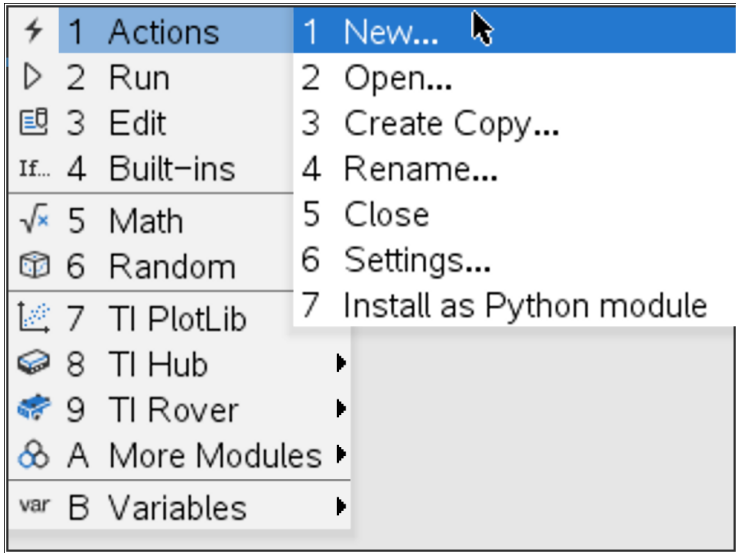 1 Actions
2 Run
3 Edit
If... 4 Built-ins
√x 5 Math
6 Random
7 TI PlotLib
8 TI Hub
9 TI Rover
A More Modules
var B Variables
1 New...
2 Open...
3 Create Copy...
4 Rename...
5 Close
6 Settings...
7 Install as Python module